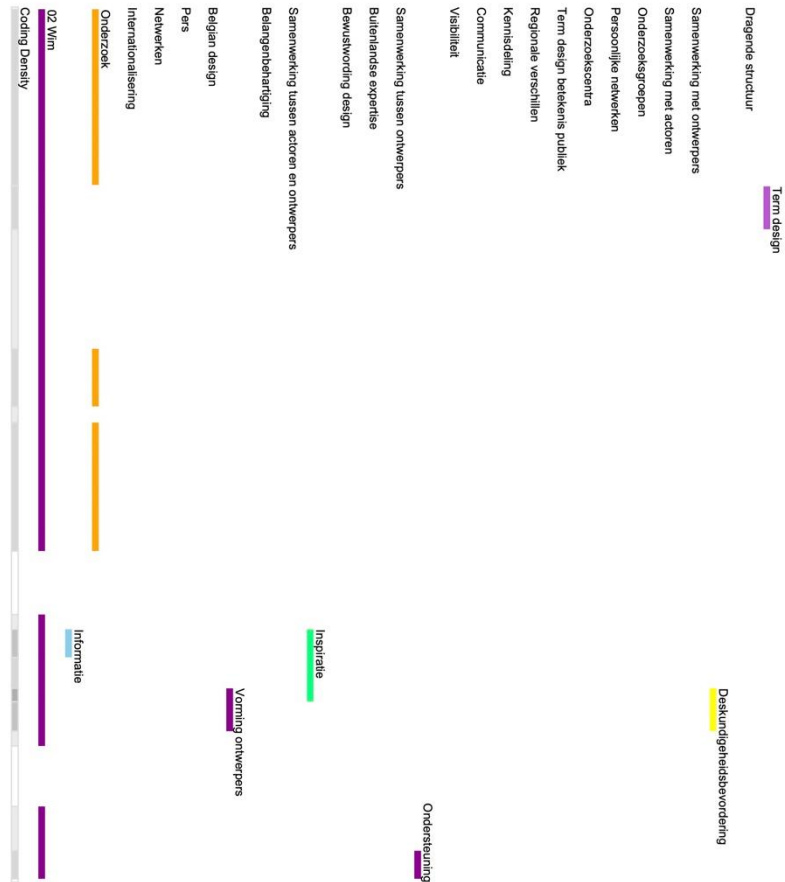 Term design
Dragende structuur
Deskundigeheidsbevordering
Samenwerking met ontwerpers
Samenwerking met actoren
Onderzoeksgroepen
Persoonlijke netwerken
Onderzoekscentra
Term design betekenis publiek
Regionale verschillen
Kennisdeling
Communicatie
Visibiliteit
Ondersteuning
Samenwerking tussen ontwerpers
Buitenlandse expertise
Bewustwording design
Inspiratie
Samenwerking tussen actoren en ontwerpers
Belangenbehartiging
Vorming ontwerpers
Belgian design
Pers
Netwerken
Internationalisering
Onderzoek
Informatie
02 Wim
Coding Density